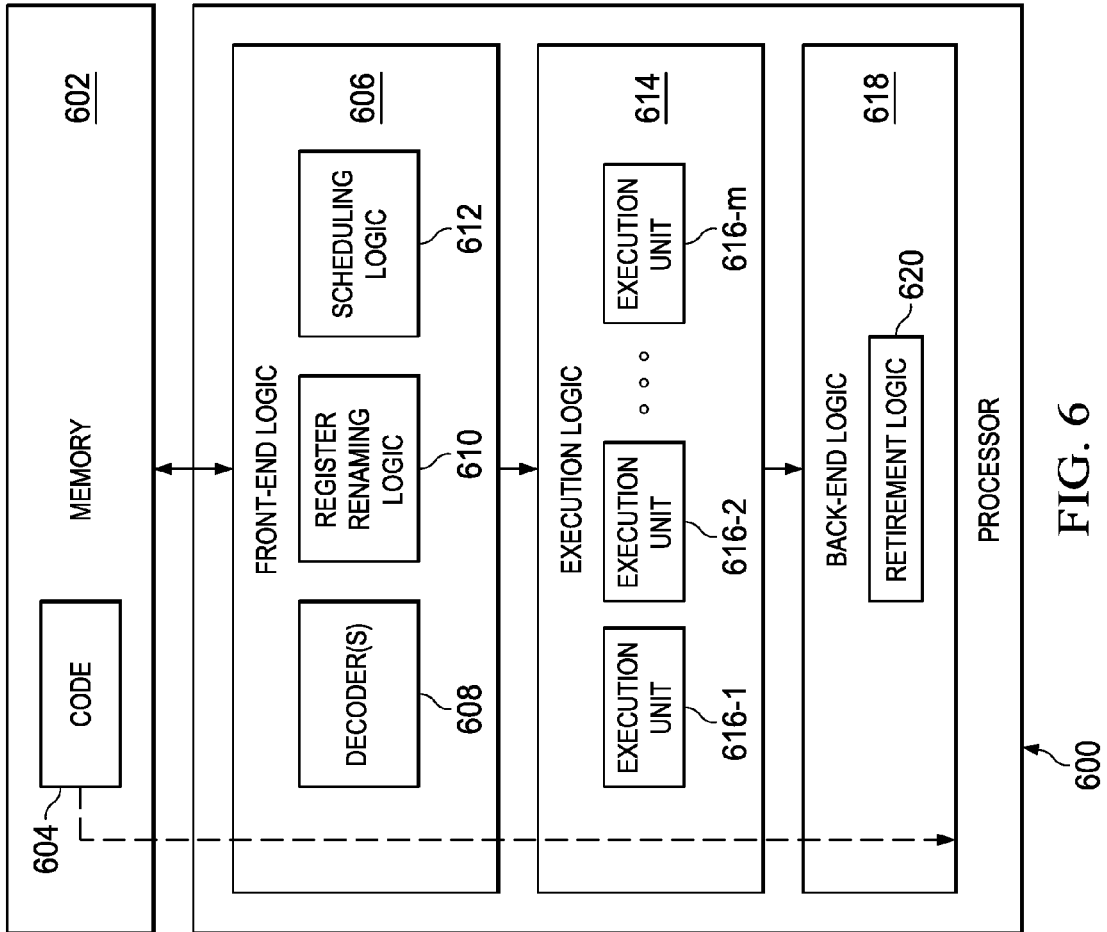 MEMORY
602
CODE
604
FRONT-END LOGIC
606
DECODER(S)
608
REGISTER
RENAMING
LOGIC
610
SCHEDULING
LOGIC
612
EXECUTION LOGIC
614
EXECUTION
UNIT
616-1
EXECUTION
UNIT
616-2
EXECUTION
UNIT
616-m
BACK-END LOGIC
618
RETIREMENT LOGIC
620
PROCESSOR
600
FIG. 6